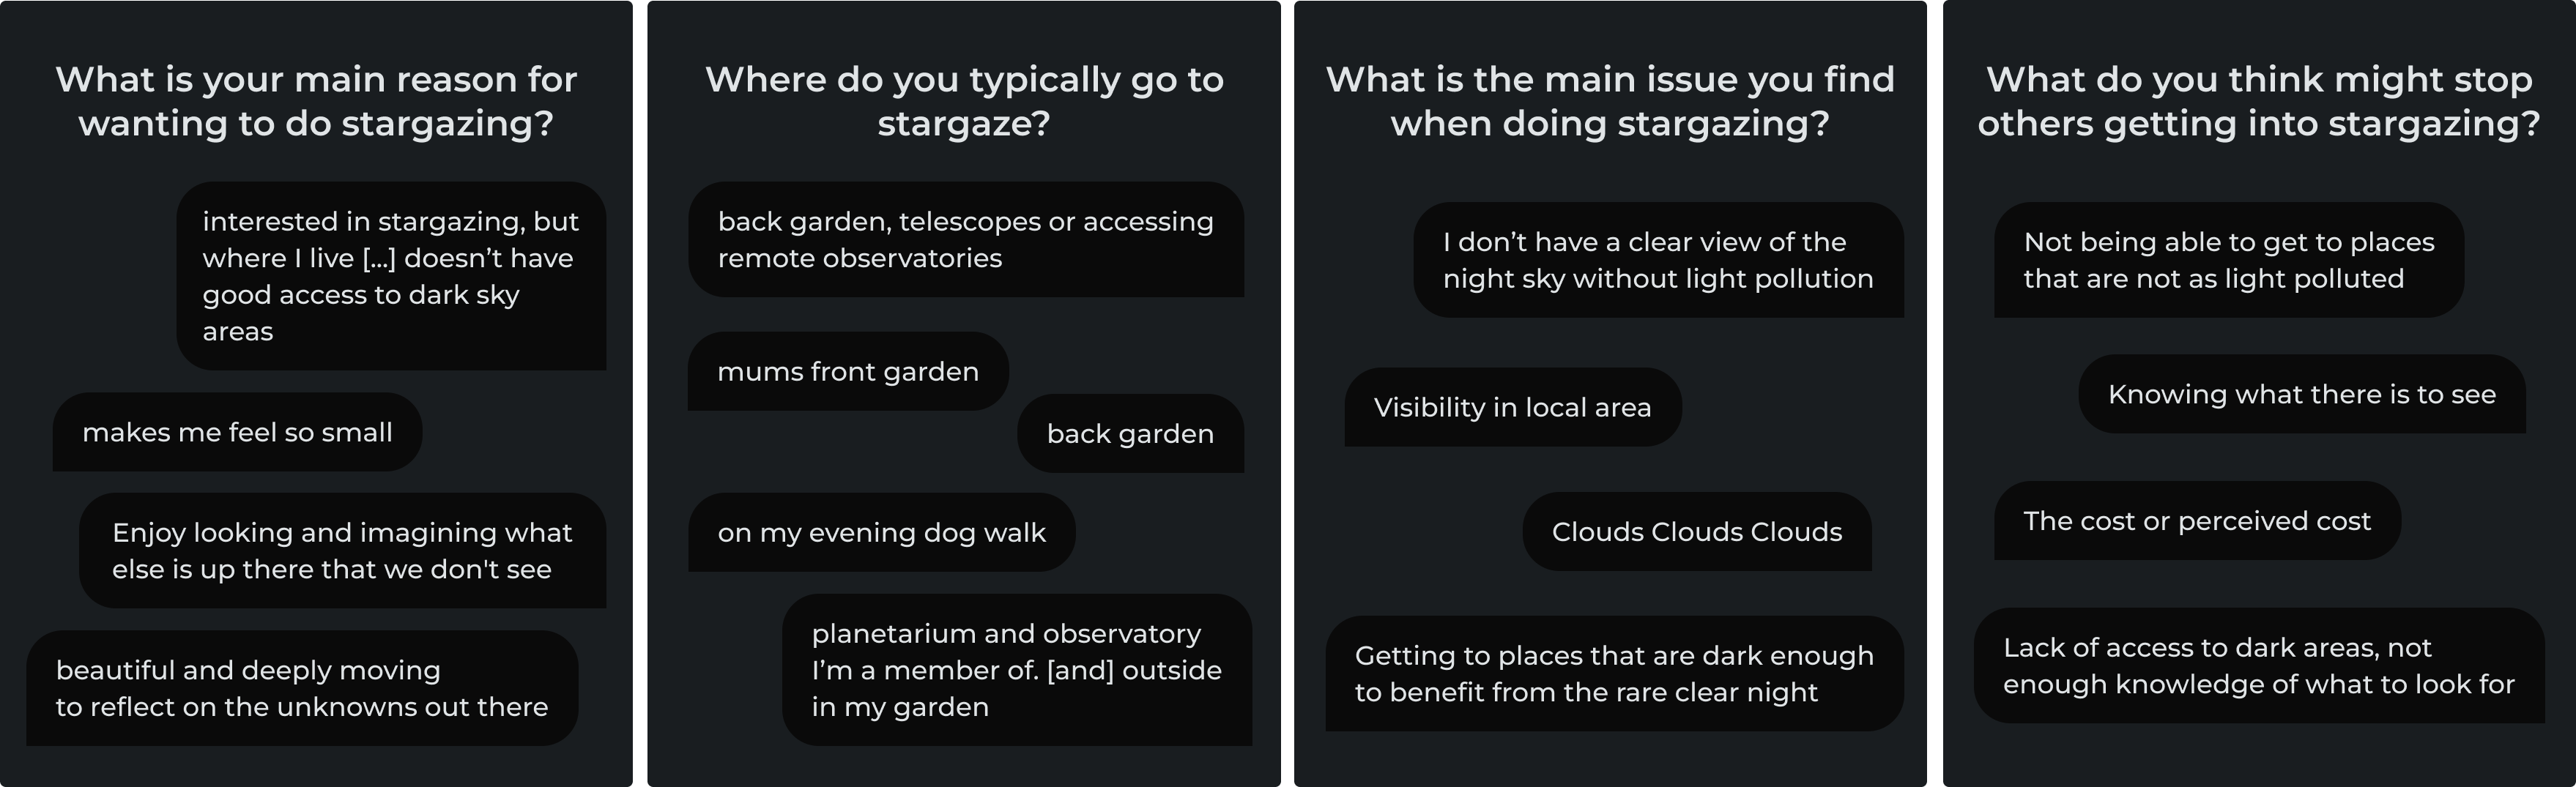 What is your main reason for
wanting to do stargazing?
interested in stargazing, but
where I live [...] doesn’t have
good access to dark sky
areas
makes me feel so small
Enjoy looking and imagining what
else is up there that we don't see
beautiful and deeply moving
to reflect on the unknowns out there
Where do you typically go to
stargaze?
back garden, telescopes or accessing
remote observatories
mums front garden
back garden
on my evening dog walk
planetarium and observatory
I’m a member of. [and] outside
in my garden
What is the main issue you find
when doing stargazing?
I don’t have a clear view of the
night sky without light pollution
Visibility in local area
Clouds Clouds Clouds
Getting to places that are dark enough
to benefit from the rare clear night
What do you think might stop
others getting into stargazing?
Not being able to get to places
that are not as light polluted
Knowing what there is to see
The cost or perceived cost
Lack of access to dark areas, not
enough knowledge of what to look for